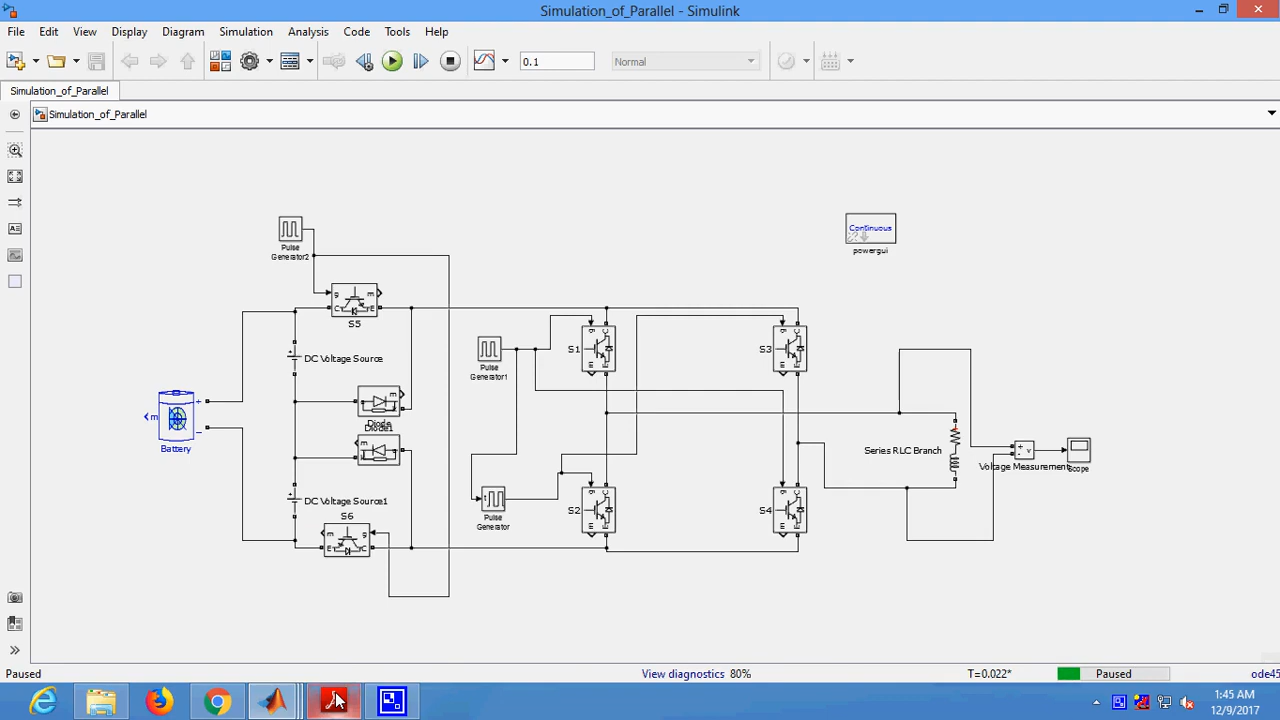 Simulation_of_Parallel - Simulink
File Edit View Display Diagram Simulation Analysis Code Tools Help
0.1
Normal
Simulation_of_Parallel
Simulation_of_Parallel
Pulse
Generator2
Continuous
powergui
g m
C E
S5
Pulse
Generator1
S1
g C
m E
S3
g C
m E
DC Voltage Source
m
Diode
Diode1
m
m
+
−
Battery
Series RLC Branch
+
-
v
Voltage Measurement
Scope
DC Voltage Source1
S6
m g
E C
t
Pulse
Generator
S2
g C
m E
S4
g C
m E
Paused
View diagnostics
80%
T=0.022*
Paused
ode45
1:45 AM
12/9/2017